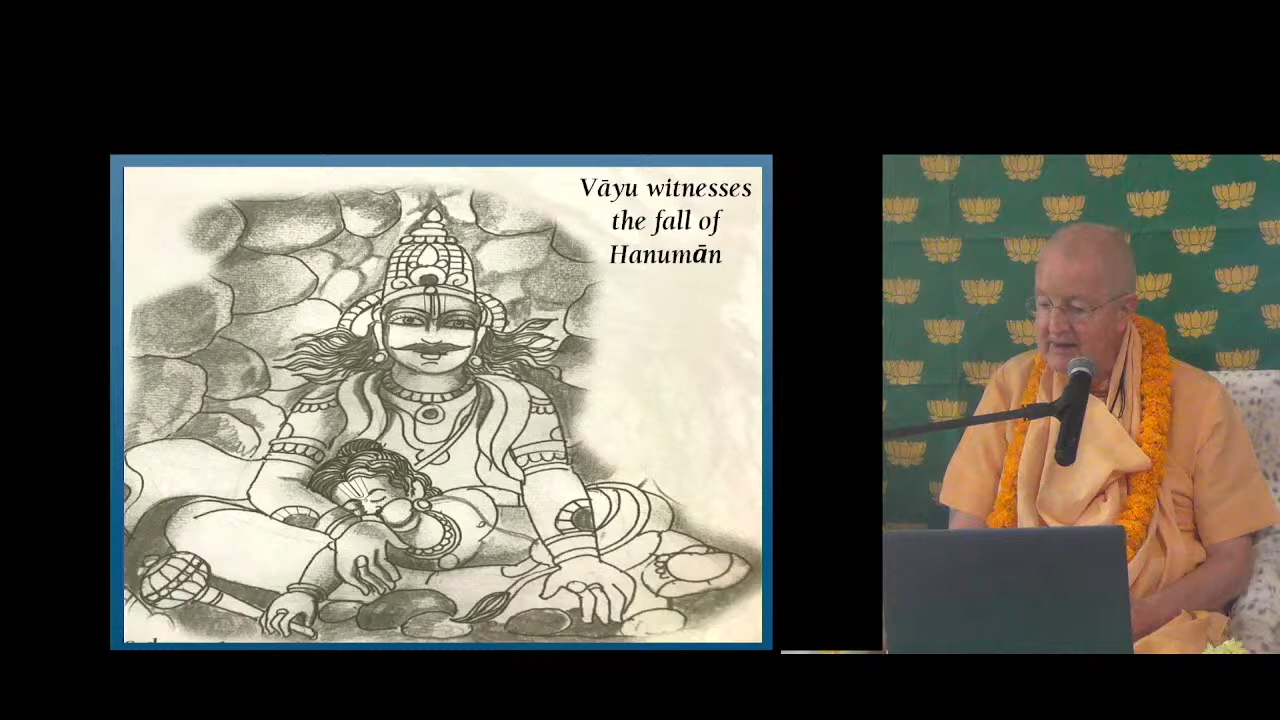 Vāyu witnesses
the fall of
Hanumān